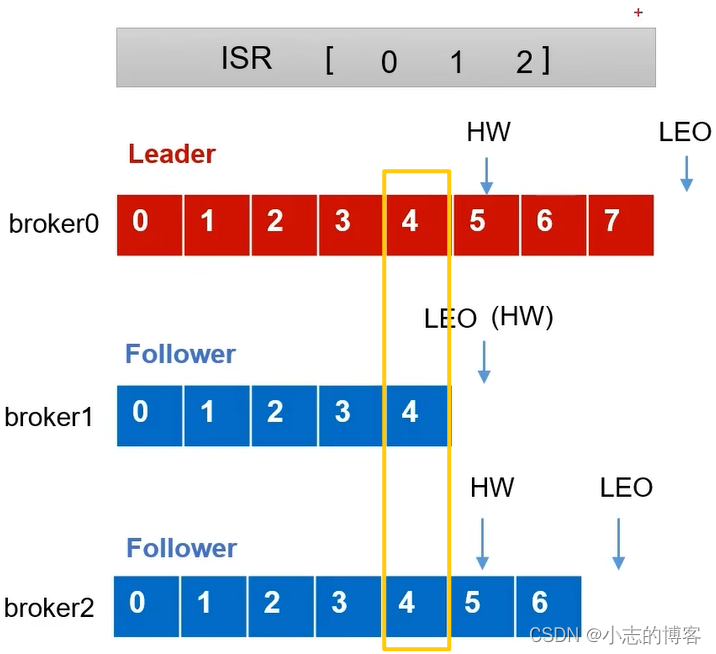 ISR [ 0 1 2 ]
HW LEO
Leader
broker0 0 1 2 3 4 5 6 7
LEO (HW)
Follower
broker1 0 1 2 3 4
HW LEO
Follower
broker2 0 1 2 3 4 5 6
CSDN @小志的博客